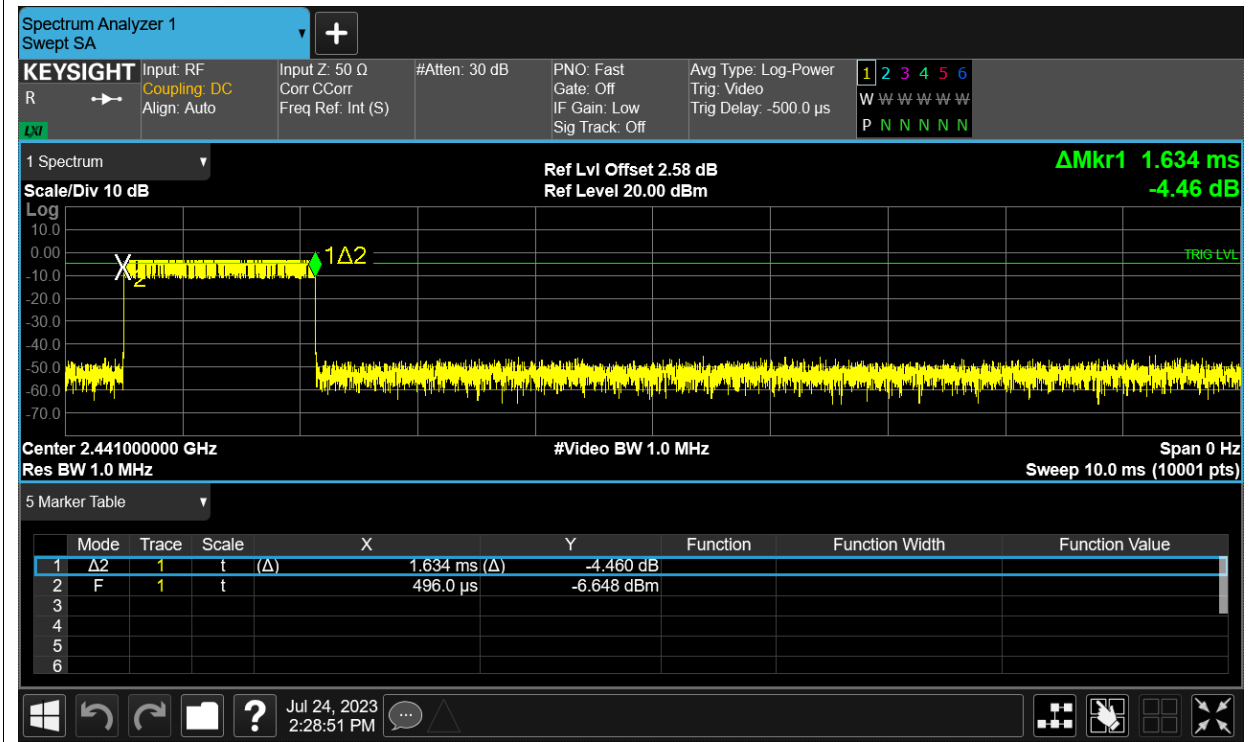 Spectrum Analyzer 1
Swept SA
KEYSIGHT
R
LXI
Input: RF
Coupling: DC
Align: Auto
Input Z: 50 Ω
Corr CCorr
Freq Ref: Int (S)
#Atten: 30 dB
PNO: Fast
Gate: Off
IF Gain: Low
Sig Track: Off
Avg Type: Log-Power
Trig: Video
Trig Delay: -500.0 µs
1 2 3 4 5 6
W W W W W W
P N N N N N
1 Spectrum
Scale/Div 10 dB
Ref Lvl Offset 2.58 dB
Ref Level 20.00 dBm
ΔMkr1 1.634 ms
-4.46 dB
Log
10.0
0.00
-10.0
-20.0
-30.0
-40.0
-50.0
-60.0
-70.0
X
2
1Δ2
TRIG LVL
Center 2.441000000 GHz
#Video BW 1.0 MHz
Span 0 Hz
Res BW 1.0 MHz
Sweep 10.0 ms (10001 pts)
5 Marker Table
Mode Trace Scale X Y Function Function Width Function Value
1 Δ2 1 t (Δ) 1.634 ms (Δ) -4.460 dB
2 F 1 t 496.0 µs -6.648 dBm
3
4
5
6
?
Jul 24, 2023
2:28:51 PM